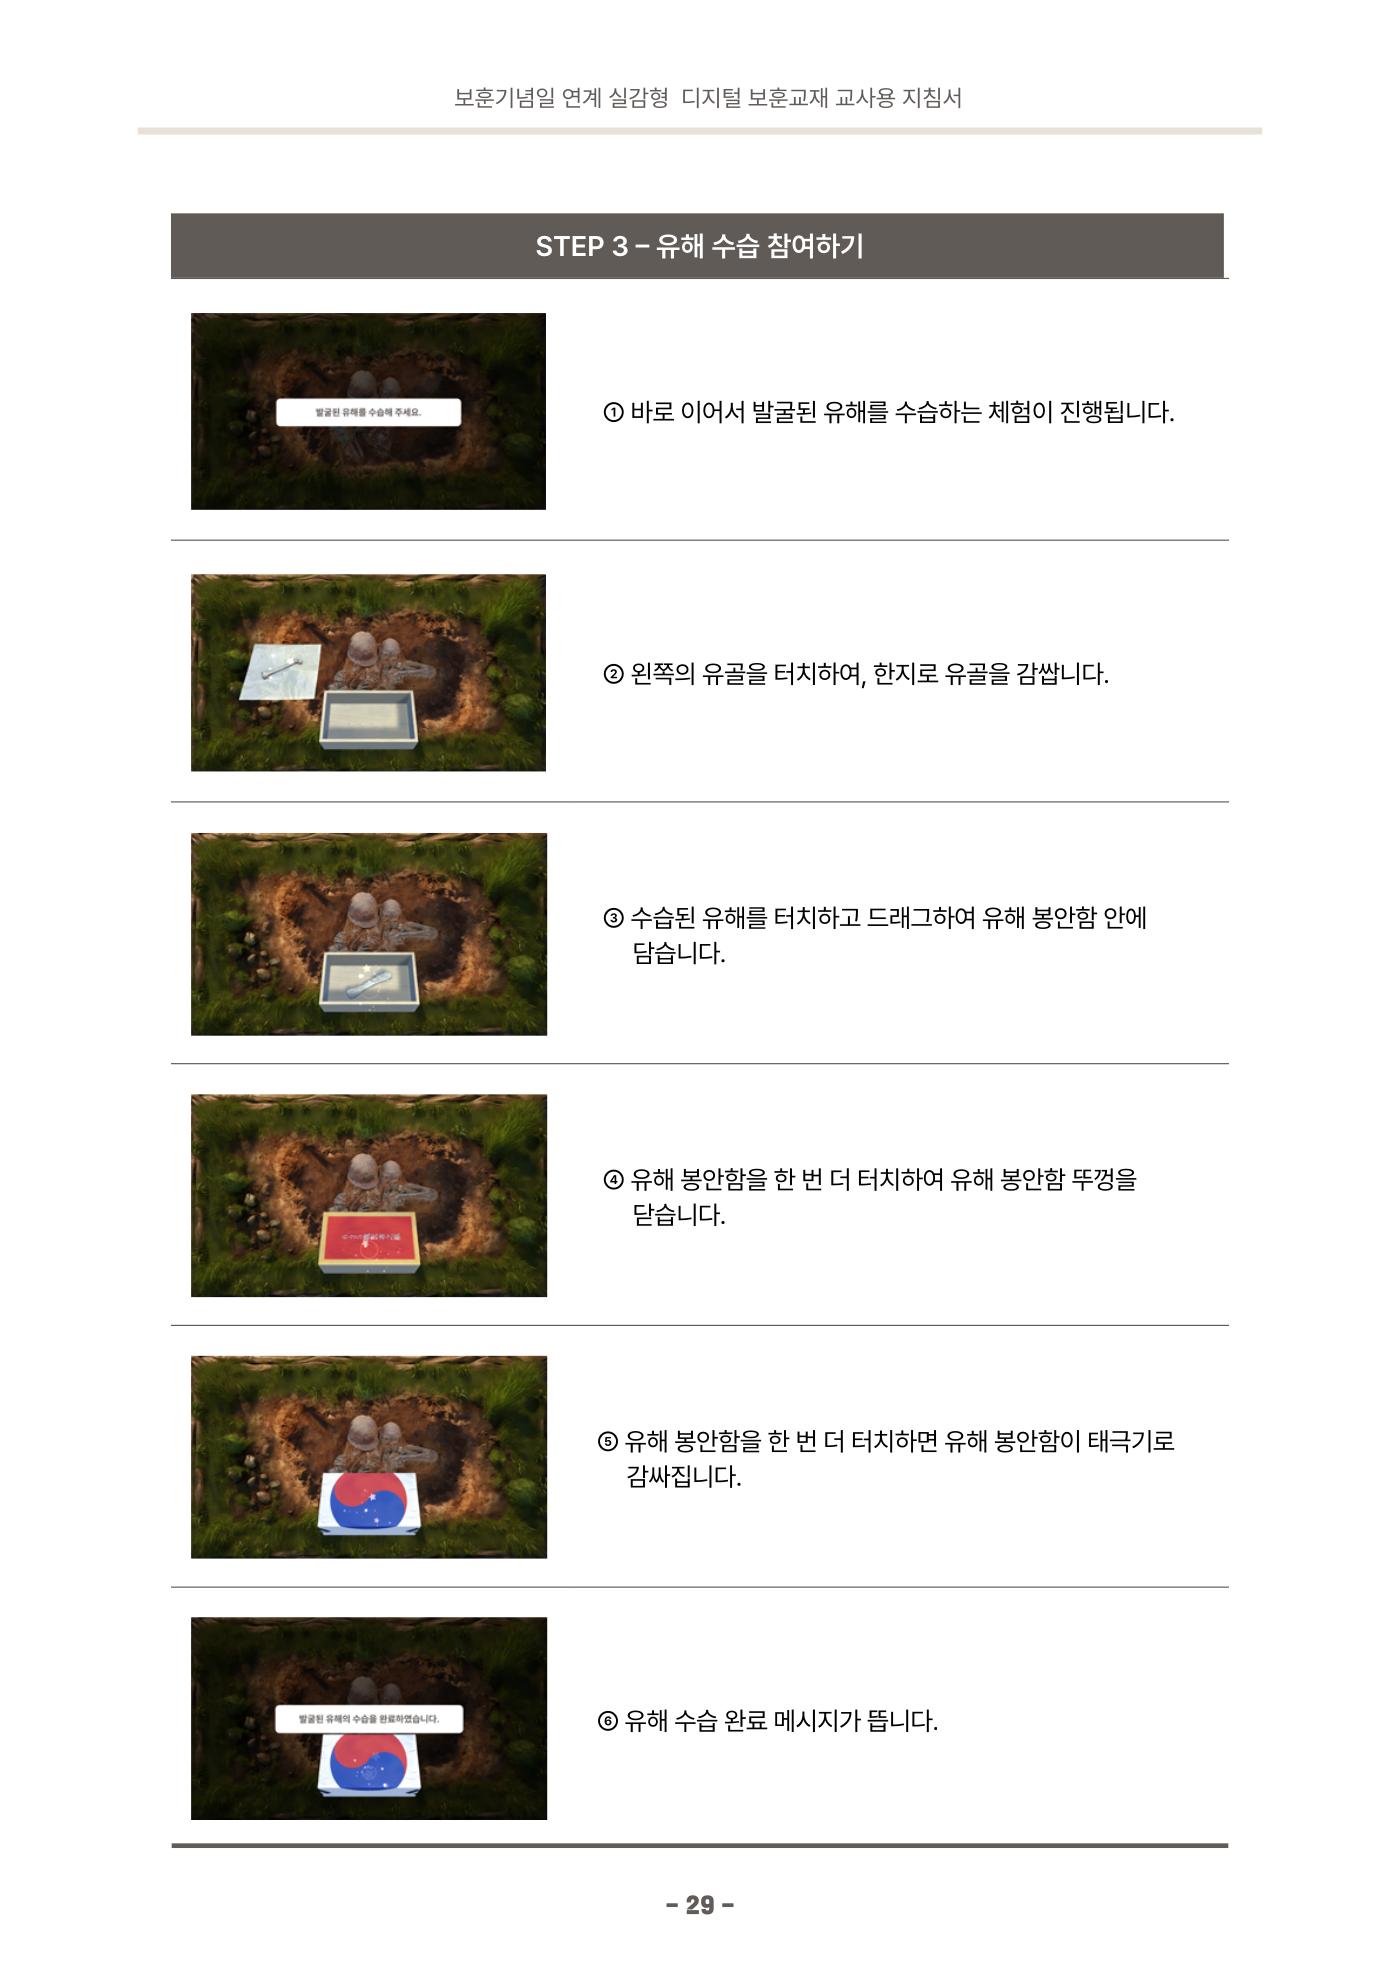 보훈기념일 연계 실감형 디지털 보훈교재 교사용 지침서
STEP 3 – 유해 수습 참여하기
발굴된 유해를 수습해 주세요.
① 바로 이어서 발굴된 유해를 수습하는 체험이 진행됩니다.
② 왼쪽의 유골을 터치하여, 한지로 유골을 감쌉니다.
③ 수습된 유해를 터치하고 드래그하여 유해 봉안함 안에
담습니다.
④ 유해 봉안함을 한 번 더 터치하여 유해 봉안함 뚜껑을
닫습니다.
⑤ 유해 봉안함을 한 번 더 터치하면 유해 봉안함이 태극기로
감싸집니다.
발굴된 유해의 수습을 완료하였습니다.
⑥ 유해 수습 완료 메시지가 뜹니다.
– 29 –